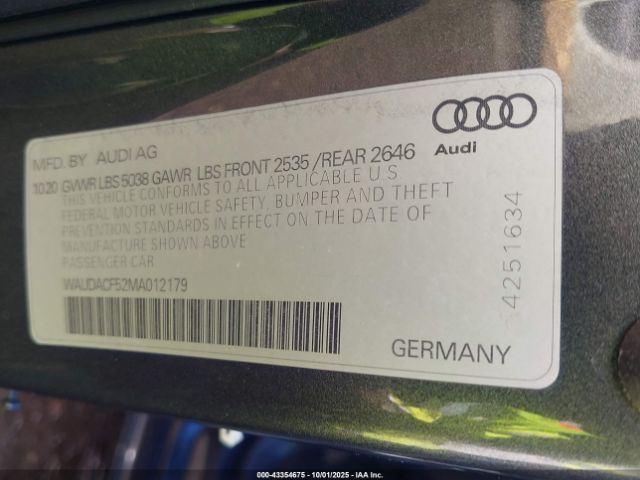 MFD. BY AUDI AG
1020 GVWR LBS 5038 GAWR LBS FRONT 2535 /REAR 2646
THIS VEHICLE CONFORMS TO ALL APPLICABLE U.S
FEDERAL MOTOR VEHICLE SAFETY, BUMPER AND THEFT
PREVENTION STANDARDS IN EFFECT ON THE DATE OF
MANUFACTURE SHOWN ABOVE
PASSENGER CAR
WAUDACF52MA012179
GERMANY
Audi
4251634
000-43354675 - 10/01/2025 - © IAA, Inc.